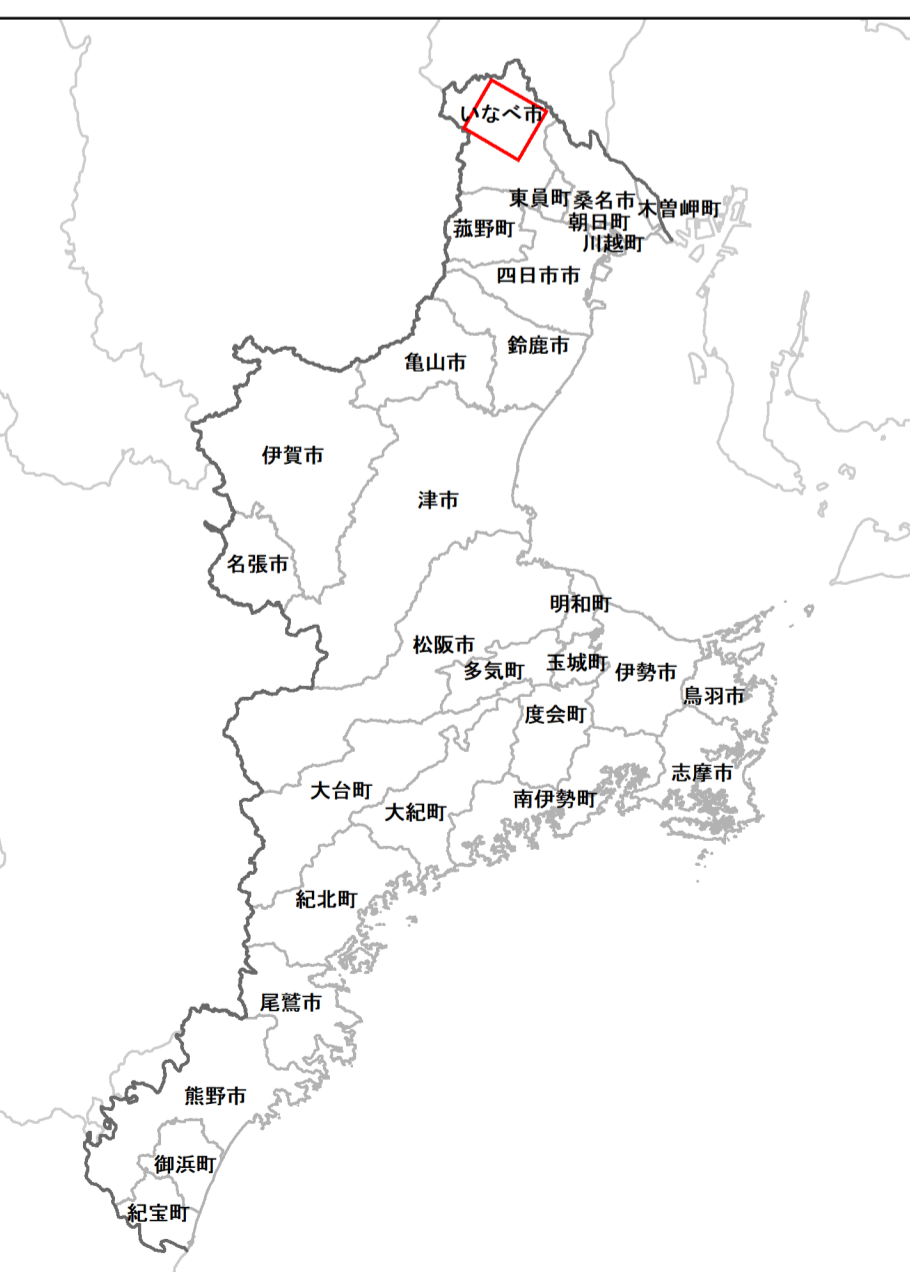 いなべ市
東員町
桑名市
木曽岬町
朝日町
菰野町
川越町
四日市市
鈴鹿市
亀山市
伊賀市
津市
名張市
明和町
松阪市
多気町
玉城町
伊勢市
鳥羽市
度会町
志摩市
大台町
南伊勢町
大紀町
紀北町
尾鷲市
熊野市
御浜町
紀宝町